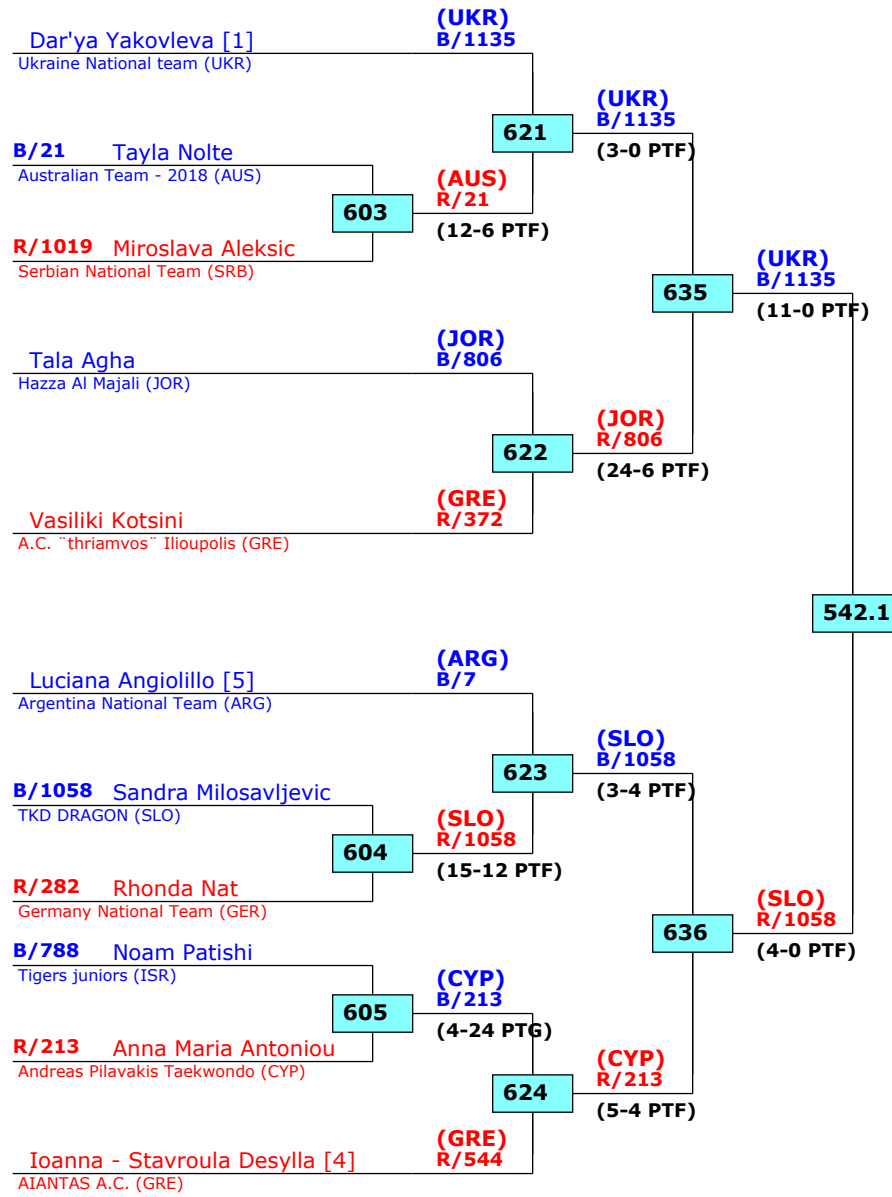 (UKR)
Dar'ya Yakovleva [1] B/1135
Ukraine National team (UKR)
(UKR)
621 B/1135
(3-0 PTF)
B/21 Tayla Nolte
Australian Team - 2018 (AUS)
(AUS)
603 R/21
(12-6 PTF)
R/1019 Miroslava Aleksic
Serbian National Team (SRB)
(UKR)
635 B/1135
(11-0 PTF)
(JOR)
Tala Agha B/806
Hazza Al Majali (JOR)
(JOR)
622 R/806
(24-6 PTF)
(GRE)
Vasiliki Kotsini R/372
A.C. ¨thriamvos¨ Ilioupolis (GRE)
542.1
(ARG)
Luciana Angiolillo [5] B/7
Argentina National Team (ARG)
(SLO)
623 B/1058
(3-4 PTF)
B/1058 Sandra Milosavljevic
TKD DRAGON (SLO)
(SLO)
604 R/1058
(15-12 PTF)
R/282 Rhonda Nat
Germany National Team (GER)
(SLO)
636 R/1058
(4-0 PTF)
B/788 Noam Patishi
Tigers juniors (ISR)
(CYP)
605 B/213
(4-24 PTG)
R/213 Anna Maria Antoniou
Andreas Pilavakis Taekwondo (CYP)
(CYP)
624 R/213
(5-4 PTF)
(GRE)
Ioanna - Stavroula Desylla [4] R/544
AIANTAS A.C. (GRE)